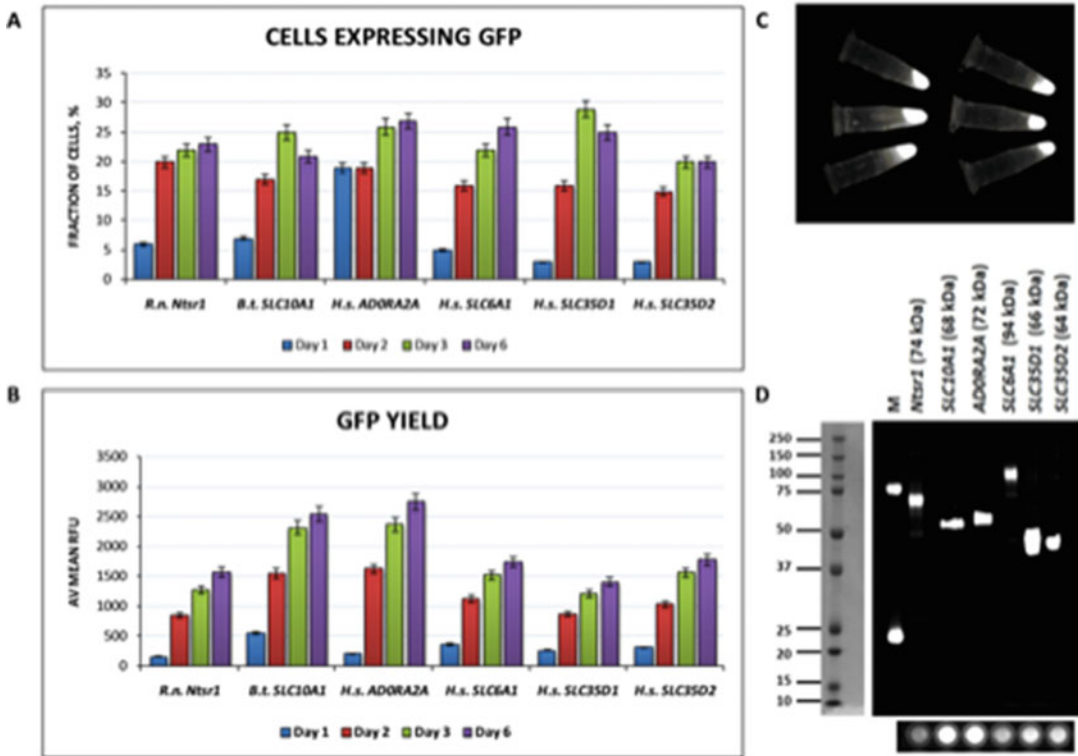 A
CELLS EXPRESSING GFP
FRACTION OF CELLS, %
35
30
25
20
15
10
5
0
R.n. Ntsr1 B.t. SLC10A1 H.s. ADORA2A H.s. SLC6A1 H.s. SLC35D1 H.s. SLC35D2
Day 1 Day 2 Day 3 Day 6
B
GFP YIELD
AV MEAN RFU
3500
3000
2500
2000
1500
1000
500
0
R.n. Ntsr1 B.t. SLC10A1 H.s. ADORA2A H.s. SLC6A1 H.s. SLC35D1 H.s. SLC35D2
Day 1 Day 2 Day 3 Day 6
C
D
M
Ntsr1 (74 kDa)
SLC10A1 (68 kDa)
ADORA2A (72 kDa)
SLC6A1 (94 kDa)
SLC35D1 (66 kDa)
SLC35D2 (64 kDa)
250
150
100
75
50
37
25
20
15
10